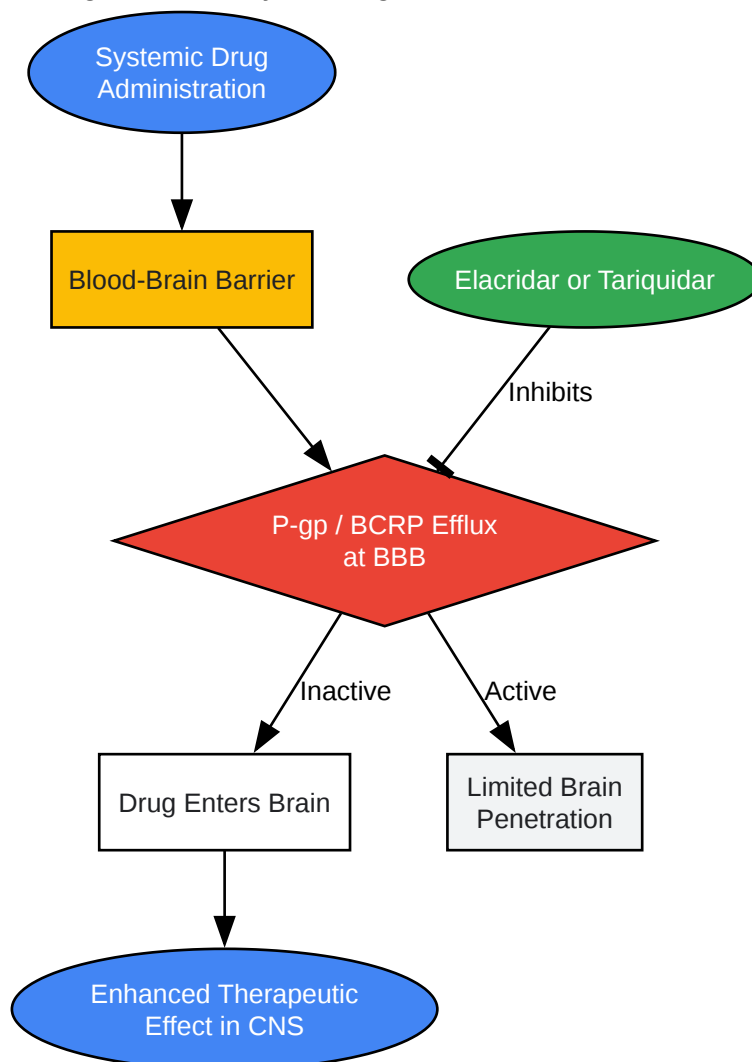 Systemic Drug
Administration
Blood-Brain Barrier
Elacridar or Tariquidar
Inhibits
P-gp / BCRP Efflux
at BBB
Inactive
Active
Drug Enters Brain
Limited Brain
Penetration
Enhanced Therapeutic
Effect in CNS